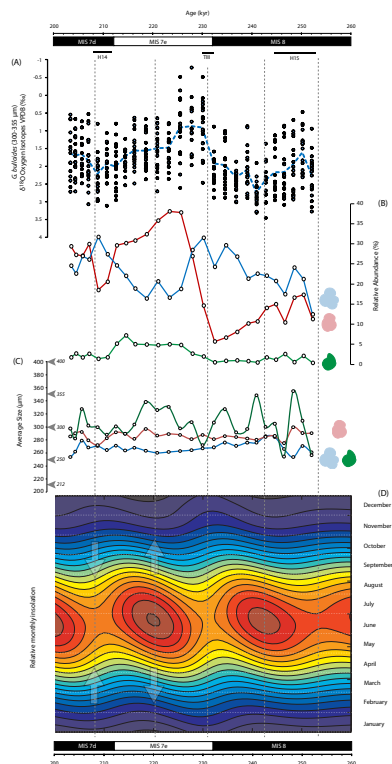 Age (kyr)
200 210 220 230 240 250 260
MIS 7d MIS 7e MIS 8
H14 TIII H15
(A)
G. bulloides (300-355 µm)
δ18O Oxygen Isotopes VPDB (‰)
-1
-0.5
0
0.5
1
1.5
2
2.5
3
3.5
4
(B)
Relative Abundance (%)
40
35
30
25
20
15
10
5
0
(C)
Average Size (µm)
400
380
360
340
320
300
280
260
240
220
200
400
355
300
250
212
(D)
Relative monthly insolation
December
November
October
September
August
July
June
May
April
March
February
January
MIS 7d MIS 7e MIS 8
200 210 220 230 240 250 260